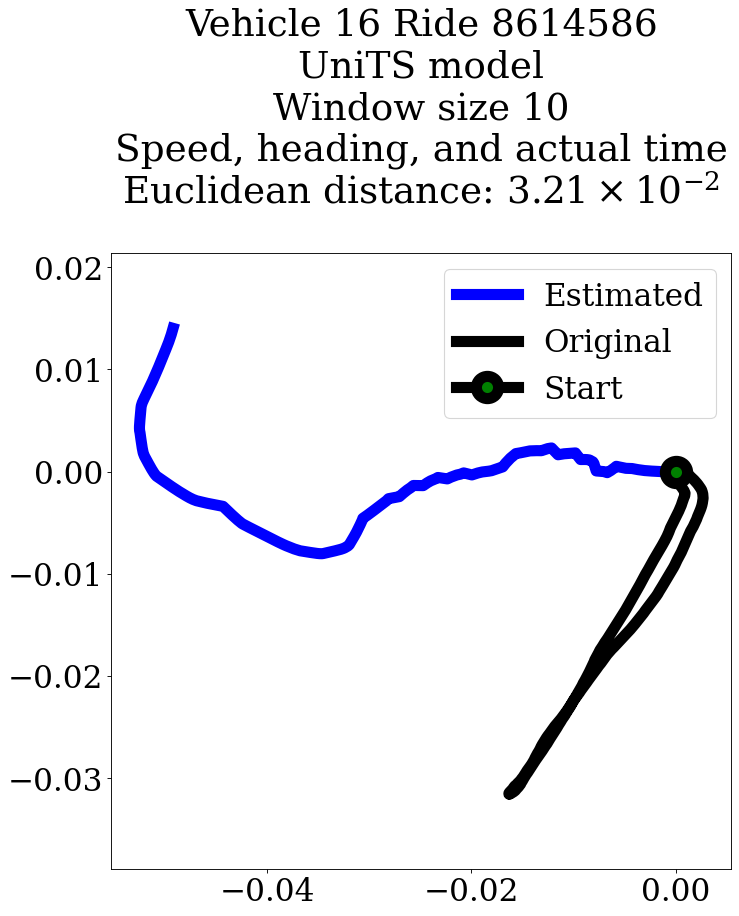 Vehicle 16 Ride 8614586
UniTS model
Window size 10
Speed, heading, and actual time
Euclidean distance: 3.21 × 10⁻²
Estimated
Original
Start
0.02
0.01
0.00
−0.01
−0.02
−0.03
−0.04
−0.02
0.00